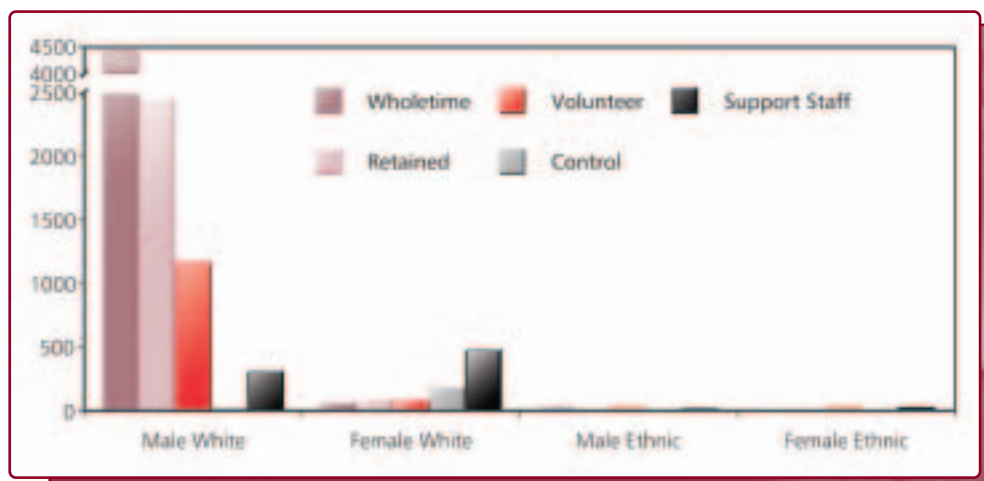 4500
4000
2500
2000
1500
1000
500
0
Wholetime Volunteer Support Staff
Retained Control
Male White Female White Male Ethnic Female Ethnic